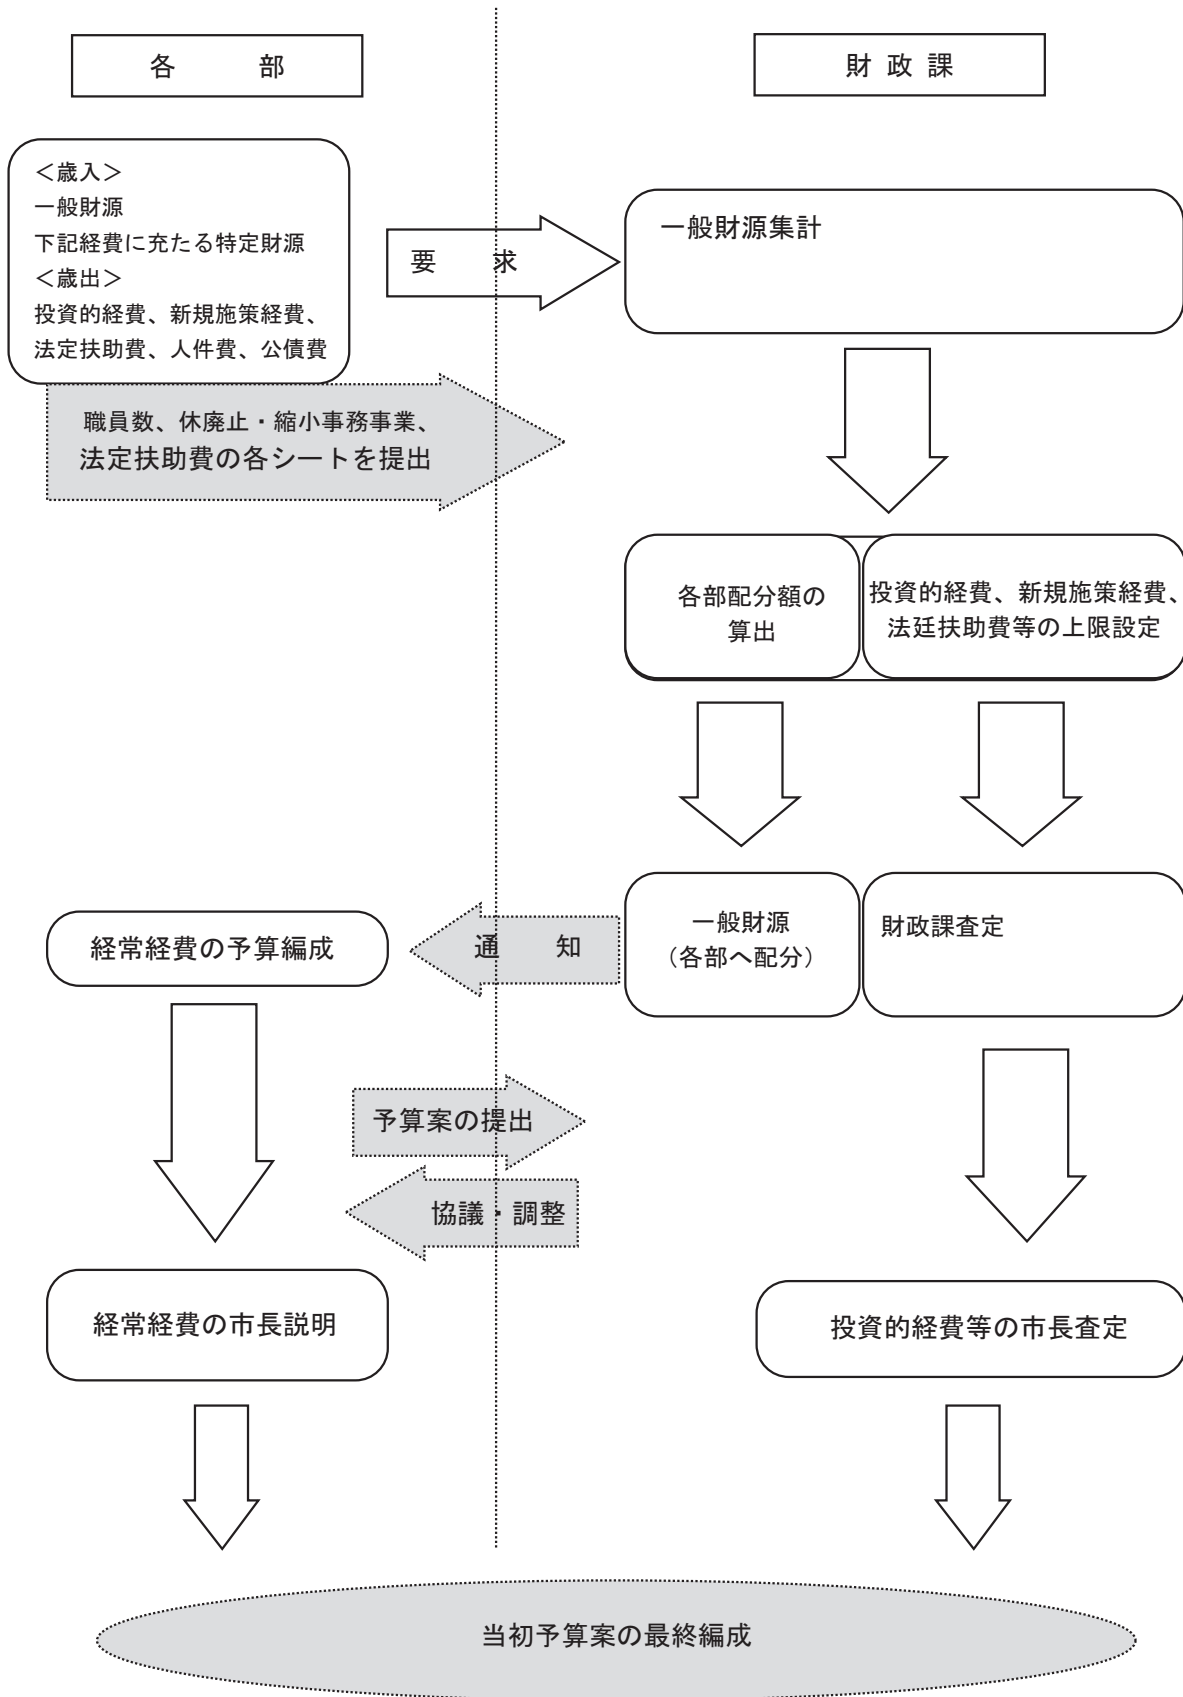 各　部
財政課
＜歳入＞
一般財源
下記経費に充たる特定財源
＜歳出＞
投資的経費、新規施策経費、
法定扶助費、人件費、公債費
要　求
一般財源集計
職員数、休廃止・縮小事務事業、
法定扶助費の各シートを提出
各部配分額の
算出
投資的経費、新規施策経費、
法廷扶助費等の上限設定
経常経費の予算編成
通　知
一般財源
（各部へ配分）
財政課査定
予算案の提出
協議・調整
経常経費の市長説明
投資的経費等の市長査定
当初予算案の最終編成